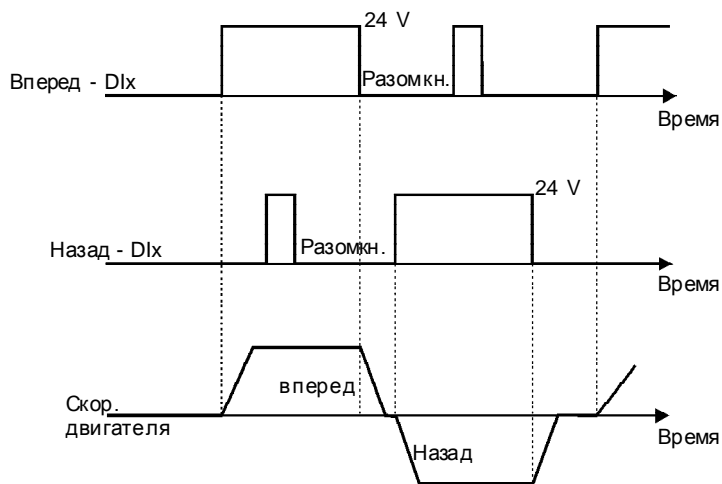 24 V
Вперед - DIx
Разомкн.
Время
24 V
Назад - DIx
Разомкн.
Время
вперед
Скор.
двигателя
Время
Назад